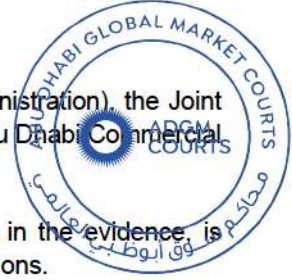 nistration), the Joint
u Dhabi Commercial
in the evidence, is
ons.
ABU DHABI GLOBAL MARKET COURTS
ADGM
COURTS
محاكم سوق أبوظبي العالمي